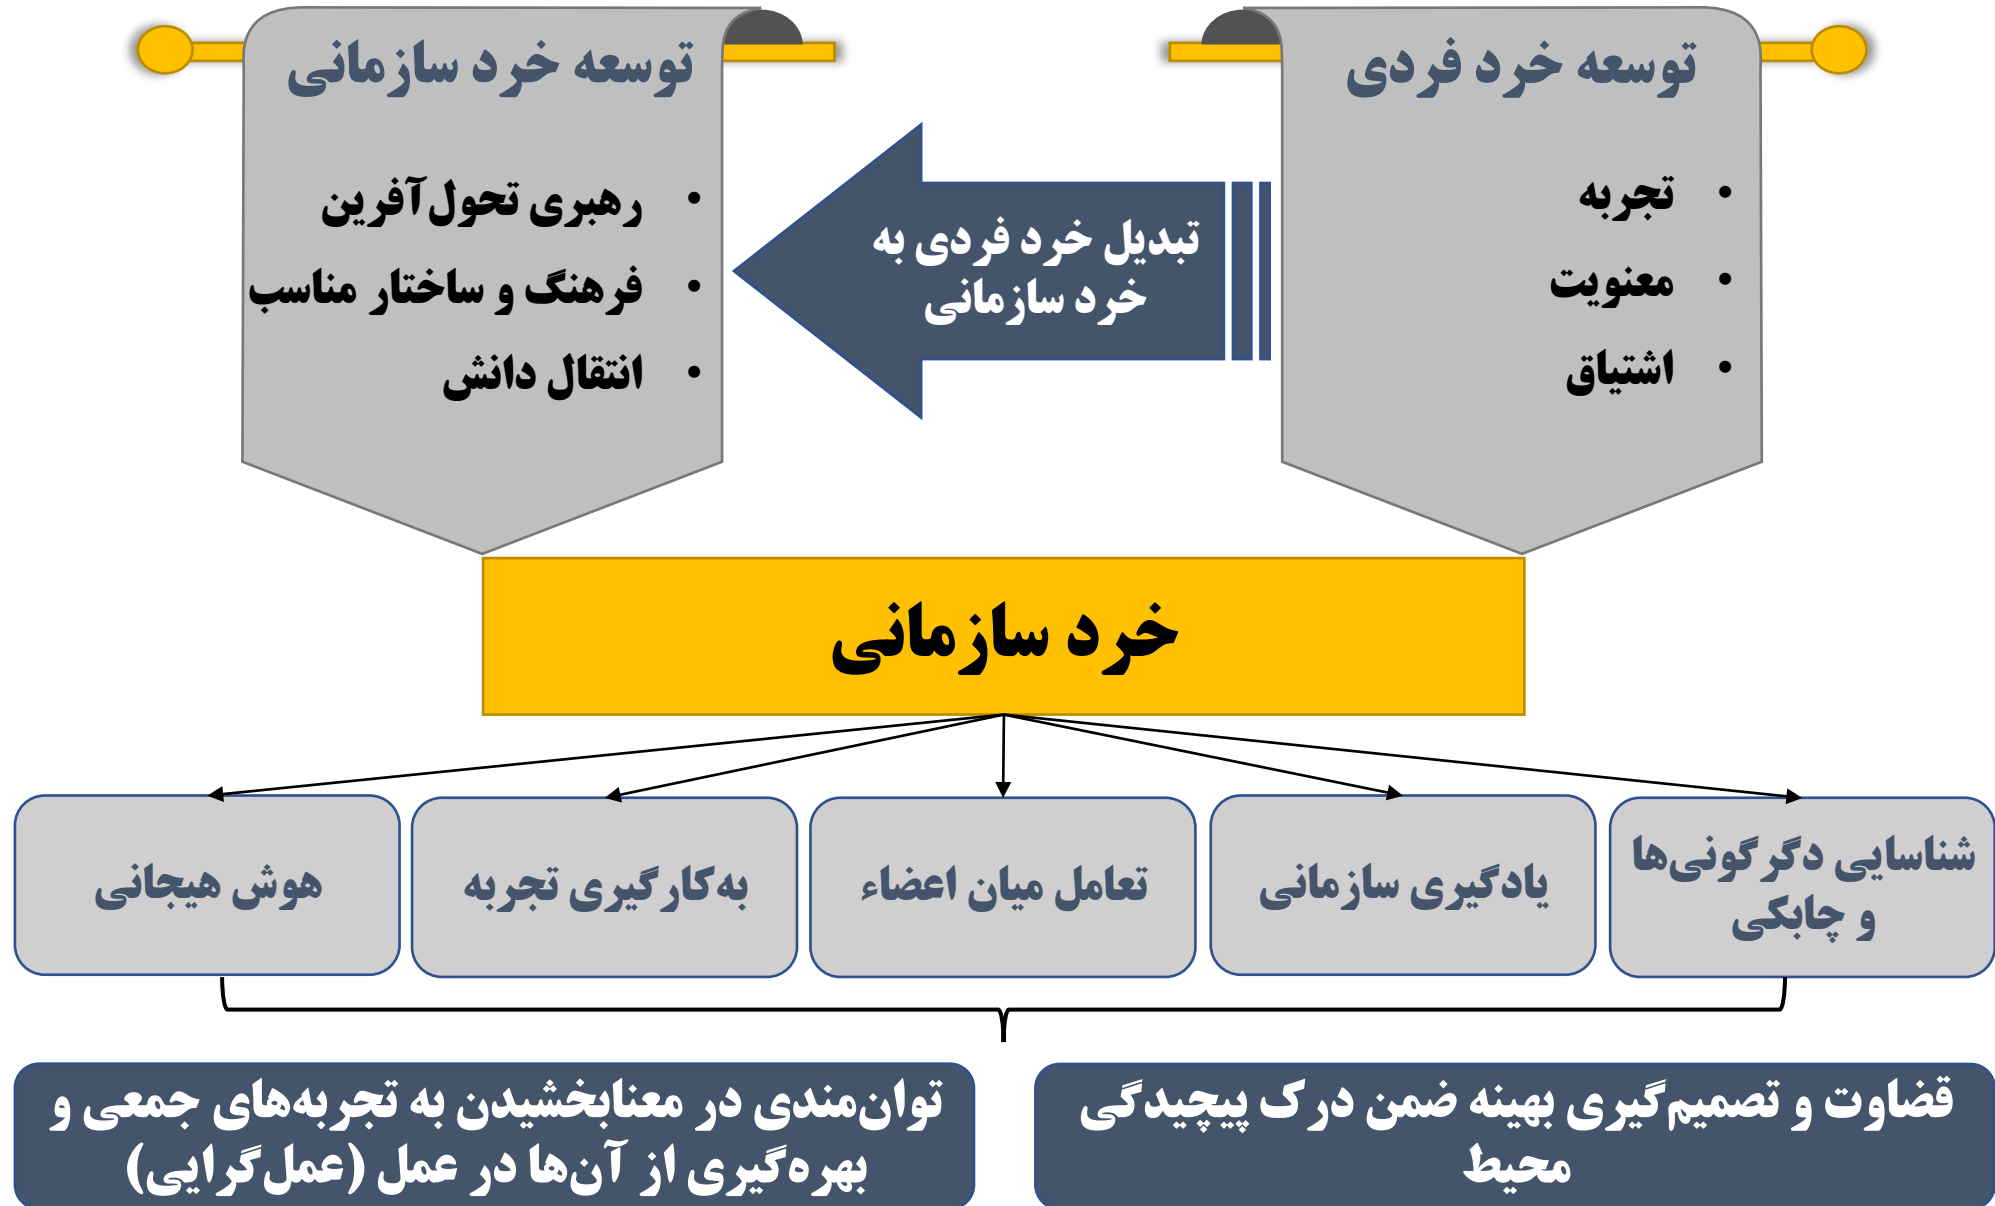 توسعه خرد فردی
• تجربه
• معنویت
• اشتیاق
تبدیل خرد فردی به
خرد سازمانی
توسعه خرد سازمانی
• رهبری تحول‌آفرین
• فرهنگ و ساختار مناسب
• انتقال دانش
خرد سازمانی
شناسایی دگرگونی‌ها
و چابکی
یادگیری سازمانی
تعامل میان اعضاء
به‌کارگیری تجربه
هوش هیجانی
قضاوت و تصمیم‌گیری بهینه ضمن درک پیچیدگی
محیط
توان‌مندی در معنابخشیدن به تجربه‌های جمعی و
بهره‌گیری از آن‌ها در عمل (عمل‌گرایی)